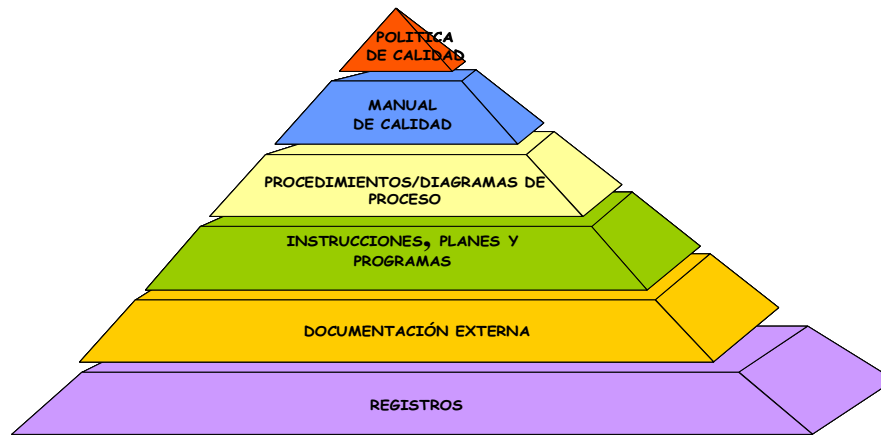 POLITICA
DE CALIDAD
MANUAL
DE CALIDAD
PROCEDIMIENTOS/DIAGRAMAS DE
PROCESO
INSTRUCCIONES, PLANES Y
PROGRAMAS
DOCUMENTACIÓN EXTERNA
REGISTROS